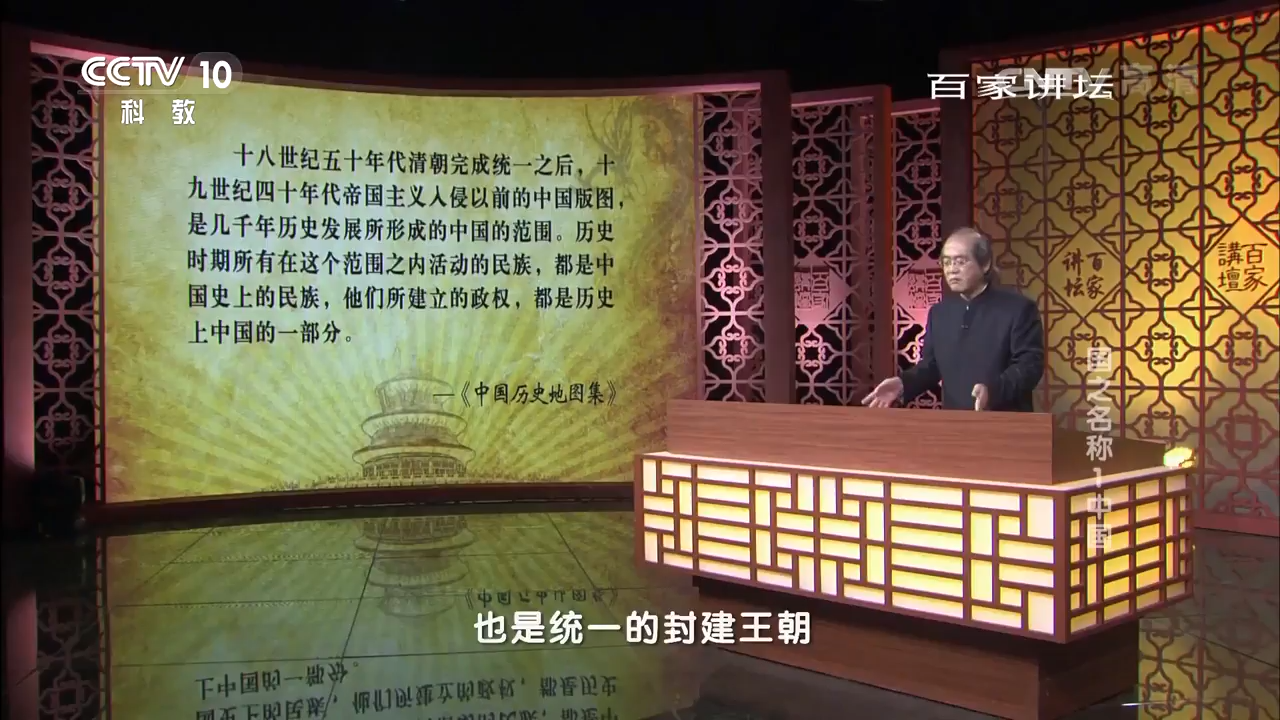 CCTV 10
科教
百家讲坛
高清
十八世纪五十年代清朝完成统一之后，十
九世纪四十年代帝国主义入侵以前的中国版图，
是几千年历史发展所形成的中国的范围。历史
时期所有在这个范围之内活动的民族，都是中
国史上的民族，他们所建立的政权，都是历史
上中国的一部分。
—《中国历史地图集》
百家
讲坛
百家
講壇
国之名称1中国
也是统一的封建王朝